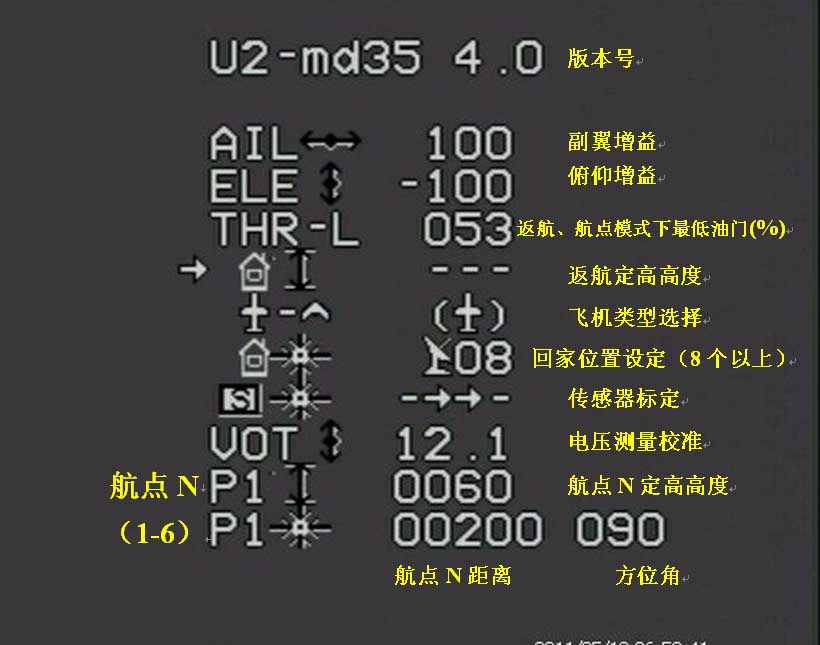 U2-md35 4.0 版本号
AIL 100 副翼增益
ELE -100 俯仰增益
THR-L 053 返航、航点模式下最低油门(%)
--- 返航定高高度
- ( ) 飞机类型选择
08 回家位置设定（8个以上）
S -→→- 传感器标定
VOT 12.1 电压测量校准
航点N P1 0060 航点N定高高度
（1-6） P1 00200 090
航点N距离 方位角